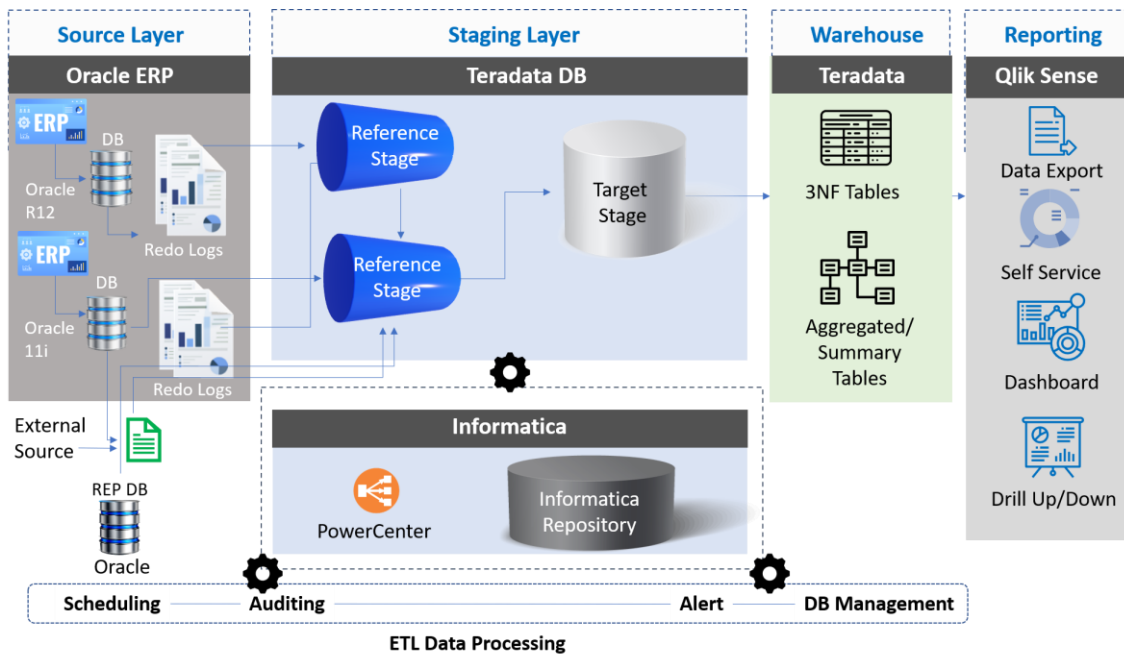 Source Layer
Staging Layer
Warehouse
Reporting
Oracle ERP
Teradata DB
Teradata
Qlik Sense
ERP
DB
Oracle
R12
Redo Logs
ERP
DB
Oracle
11i
Redo Logs
External
Source
REP DB
Oracle
Reference
Stage
Reference
Stage
Target
Stage
3NF Tables
Aggregated/
Summary
Tables
Data Export
Self Service
Dashboard
Drill Up/Down
Informatica
PowerCenter
Informatica
Repository
Scheduling
Auditing
Alert
DB Management
ETL Data Processing